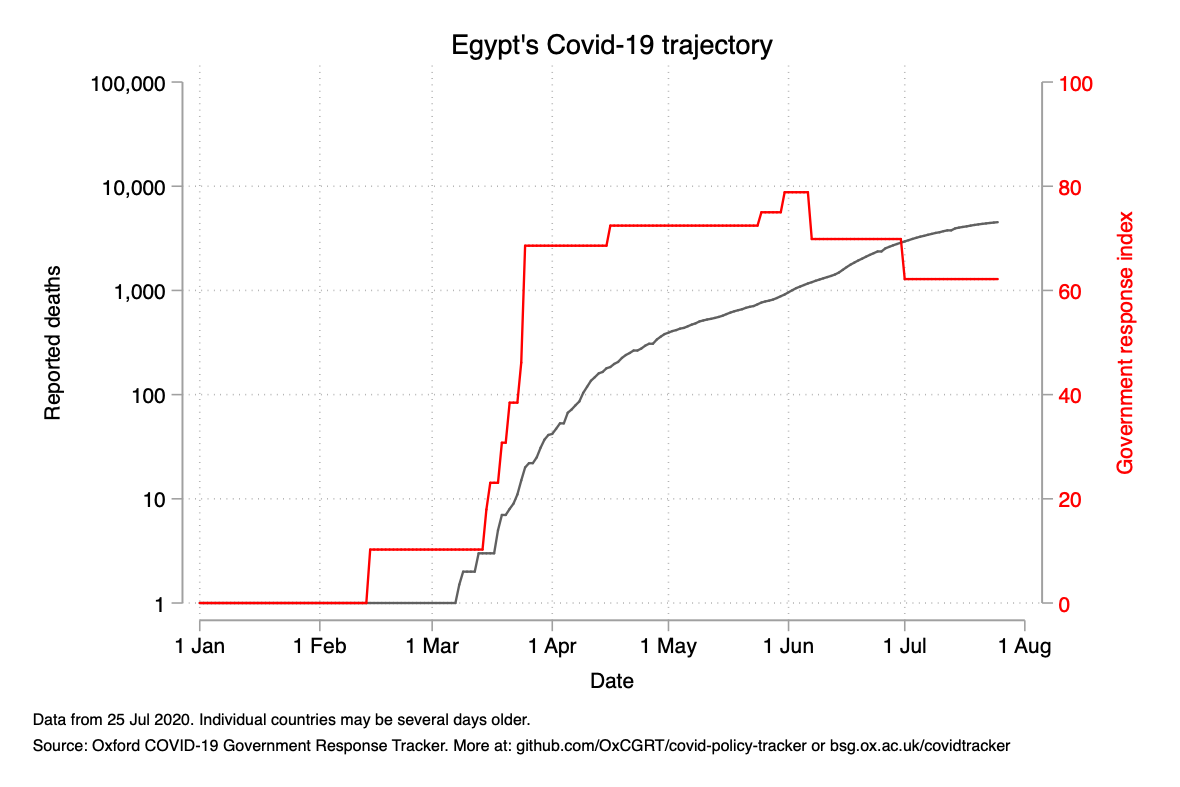 Egypt's Covid-19 trajectory
100,000
10,000
1,000
100
10
1
Reported deaths
100
80
60
40
20
0
Government response index
1 Jan 1 Feb 1 Mar 1 Apr 1 May 1 Jun 1 Jul 1 Aug
Date
Data from 25 Jul 2020. Individual countries may be several days older.
Source: Oxford COVID-19 Government Response Tracker. More at: github.com/OxCGRT/covid-policy-tracker or bsg.ox.ac.uk/covidtracker